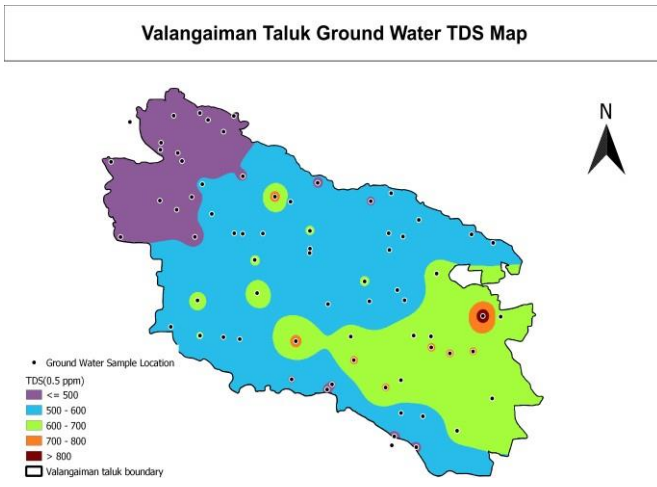 Valangaiman Taluk Ground Water TDS Map
N
Ground Water Sample Location
TDS(0.5 ppm)
<= 500
500 - 600
600 - 700
700 - 800
> 800
Valangaiman taluk boundary